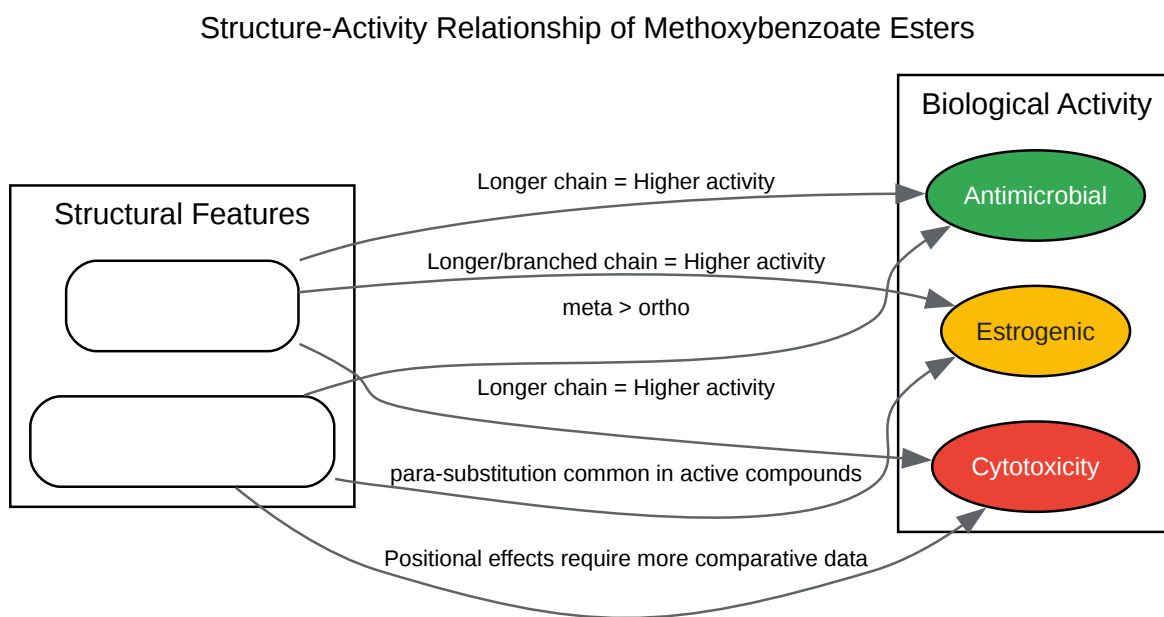 Structure-Activity Relationship of Methoxybenzoate Esters
Biological Activity
Longer chain = Higher activity
Antimicrobial
Structural Features
Longer/branched chain = Higher activity
meta > ortho
Estrogenic
Longer chain = Higher activity
para-substitution common in active compounds
Cytotoxicity
Positional effects require more comparative data